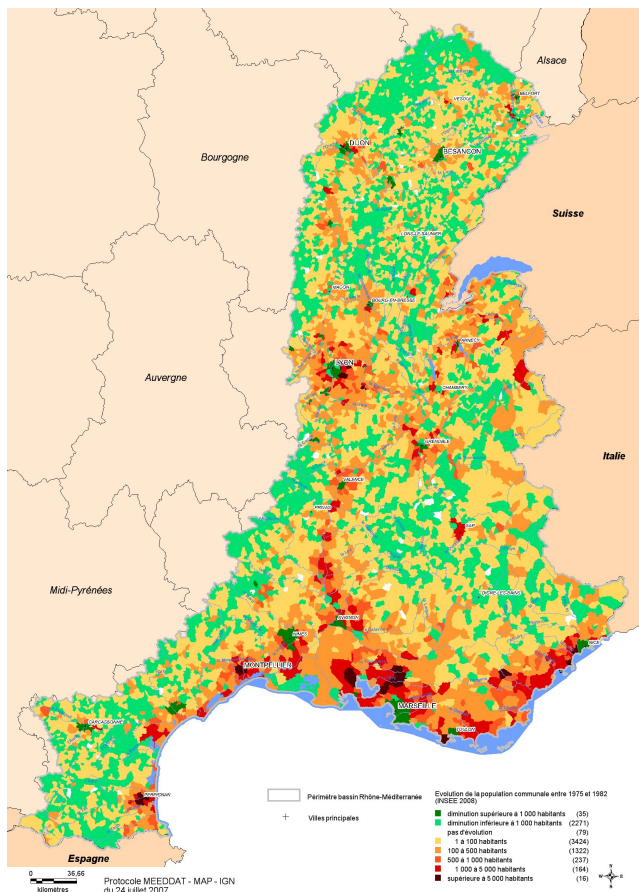 Alsace
BELFORT
VESOUL
DIJON
BESANCON
Bourgogne
Suisse
LONS-LE-SAUNIER
MACON
BOURG-EN-BRESSE
ANNECY
LYON
Auvergne
CHAMBERY
GRENOBLE
Italie
VALENCE
PRIVAS
GAP
Midi-Pyrénées
DIGNE-LES-BAINS
AVIGNON
NIMES
NICE
MONTPELLIER
MARSEILLE
TOULON
CARCASSONNE
PERPIGNAN
Espagne
Périmètre bassin Rhône-Méditerranée
Villes principales
Evolution de la population communale entre 1975 et 1982
(INSEE 2008)
diminution supérieure à 1 000 habitants (35)
diminution inférieure à 1 000 habitants (2271)
pas d'évolution (79)
1 à 100 habitants (3424)
100 à 500 habitants (1322)
500 à 1 000 habitants (237)
1 000 à 5 000 habitants (164)
supérieure à 5 000 habitants (16)
0 36,66
kilomètres
Protocole MEEDDAT - MAP - IGN
du 24 juillet 2007